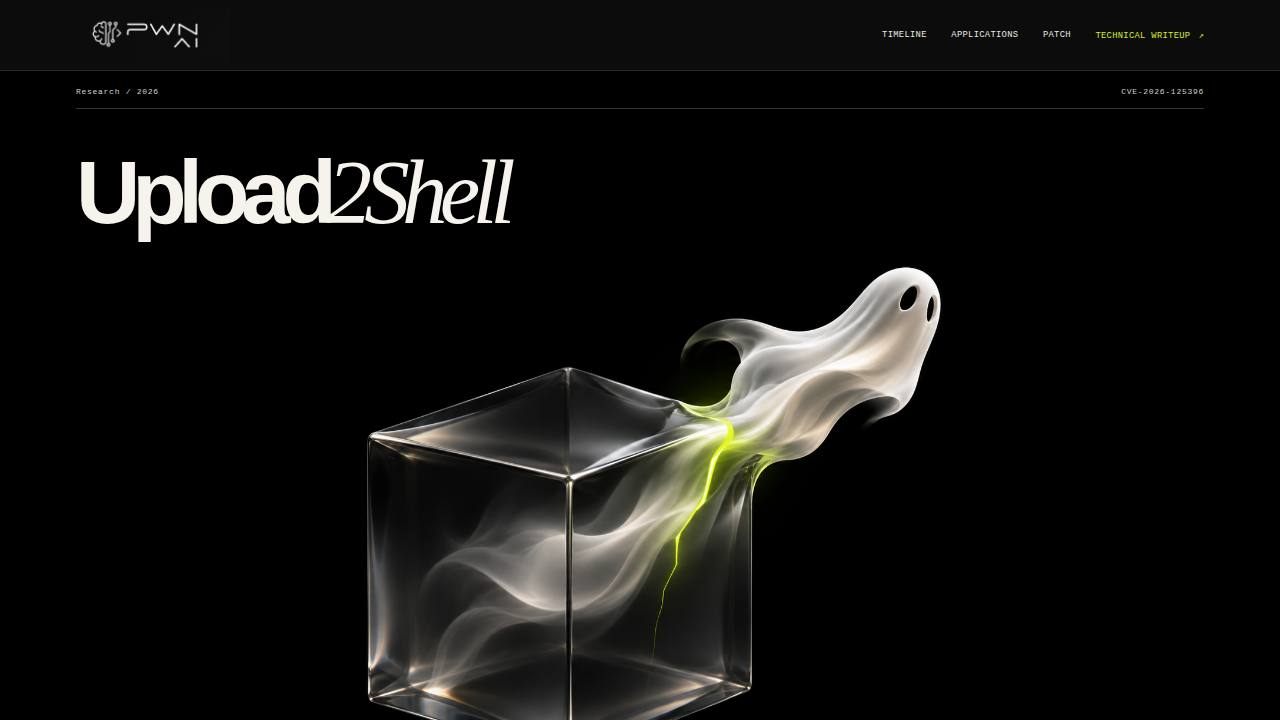 PWN
AI
TIMELINE APPLICATIONS PATCH TECHNICAL WRITEUP ↗
Research / 2026 CVE-2026-125396
Upload2Shell